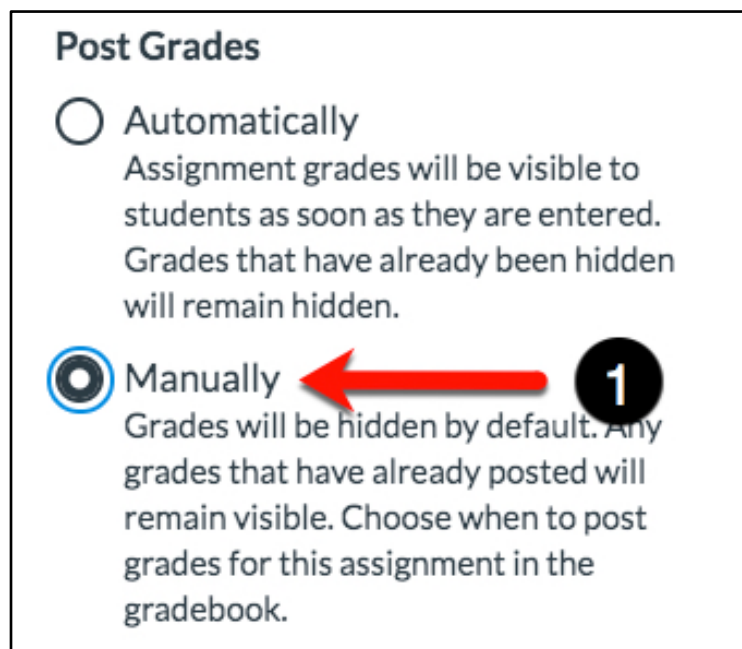 Post Grades
Automatically
Assignment grades will be visible to
students as soon as they are entered.
Grades that have already been hidden
will remain hidden.
Manually
1
Grades will be hidden by default. Any
grades that have already posted will
remain visible. Choose when to post
grades for this assignment in the
gradebook.